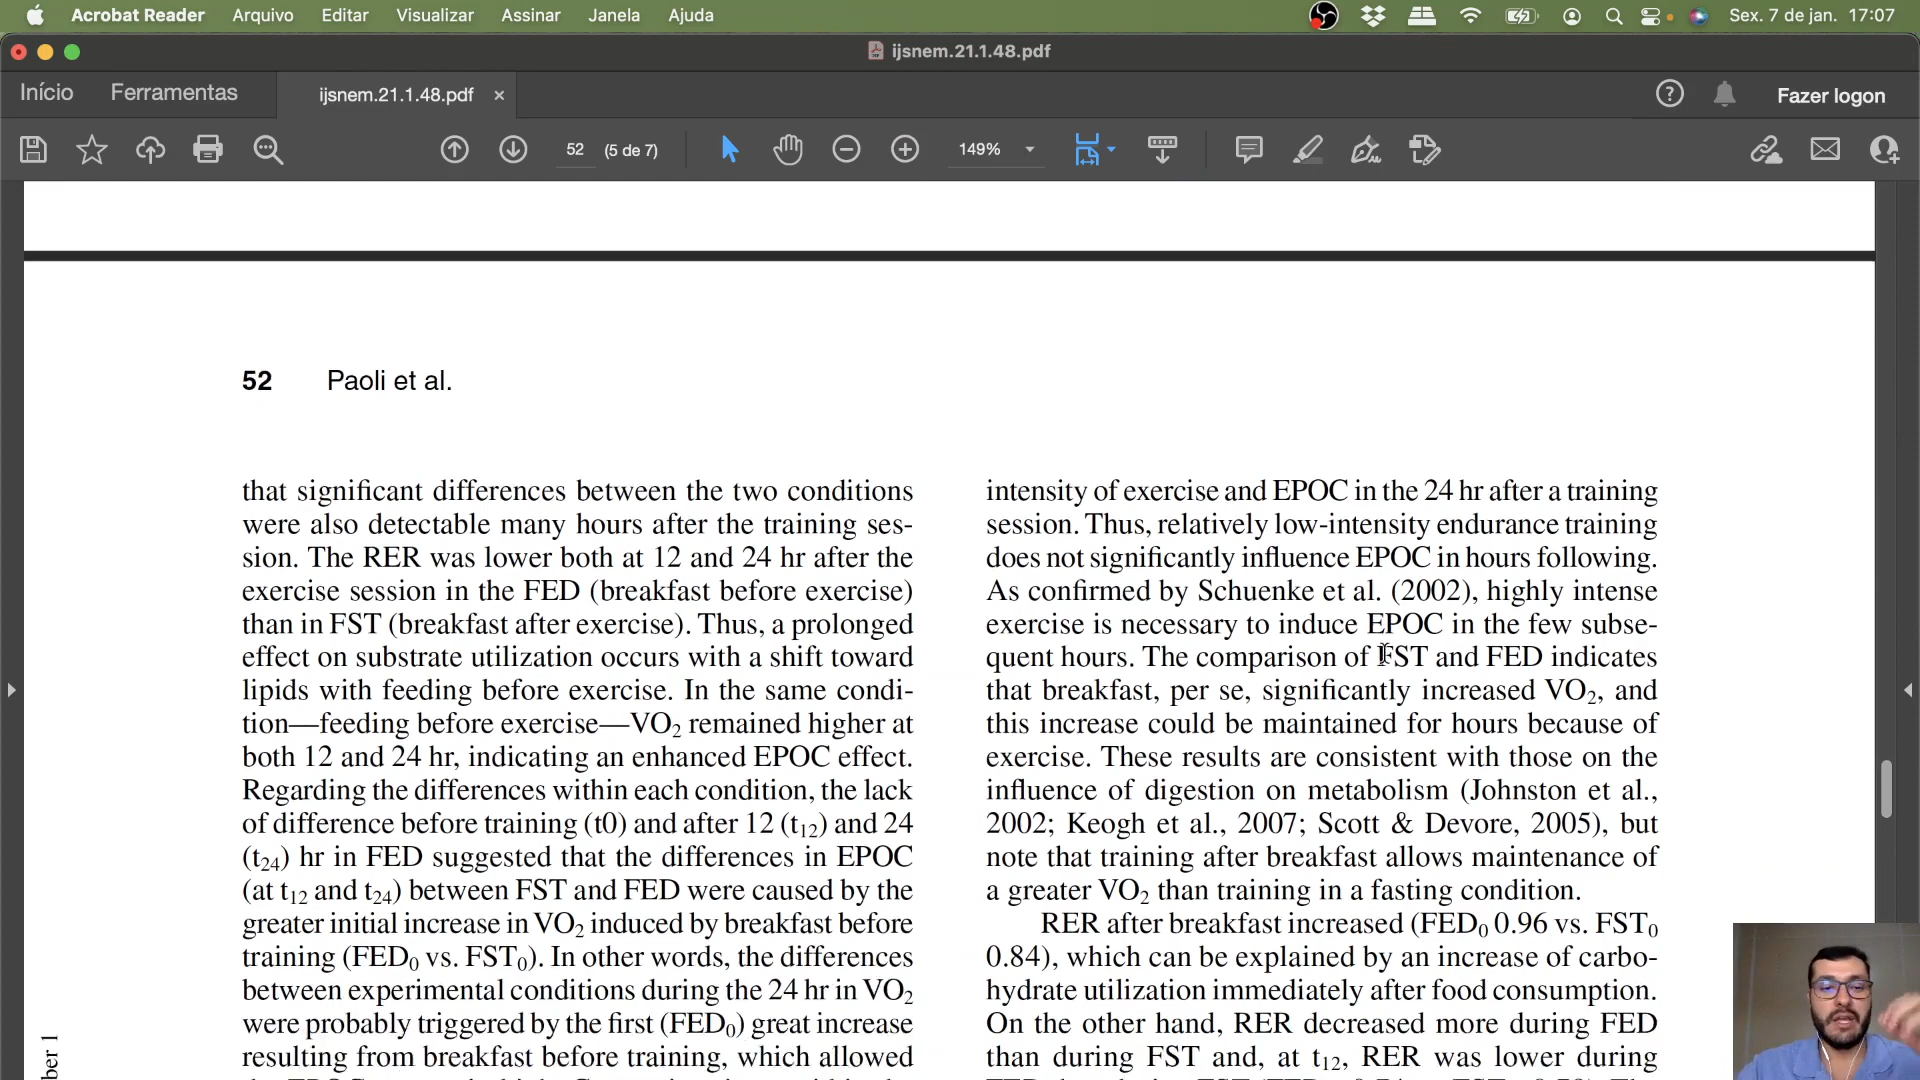 Acrobat Reader Arquivo Editar Visualizar Assinar Janela Ajuda Sex. 7 de jan. 17:07
ijsnem.21.1.48.pdf
Início Ferramentas ijsnem.21.1.48.pdf × Fazer logon
52 (5 de 7) 149%
52 Paoli et al.
that significant differences between the two conditions
were also detectable many hours after the training ses-
sion. The RER was lower both at 12 and 24 hr after the
exercise session in the FED (breakfast before exercise)
than in FST (breakfast after exercise). Thus, a prolonged
effect on substrate utilization occurs with a shift toward
lipids with feeding before exercise. In the same condi-
tion—feeding before exercise—VO₂ remained higher at
both 12 and 24 hr, indicating an enhanced EPOC effect.
Regarding the differences within each condition, the lack
of difference before training (t0) and after 12 (t₁₂) and 24
(t₂₄) hr in FED suggested that the differences in EPOC
(at t₁₂ and t₂₄) between FST and FED were caused by the
greater initial increase in VO₂ induced by breakfast before
training (FED₀ vs. FST₀). In other words, the differences
between experimental conditions during the 24 hr in VO₂
were probably triggered by the first (FED₀) great increase
resulting from breakfast before training, which allowed
intensity of exercise and EPOC in the 24 hr after a training
session. Thus, relatively low-intensity endurance training
does not significantly influence EPOC in hours following.
As confirmed by Schuenke et al. (2002), highly intense
exercise is necessary to induce EPOC in the few subse-
quent hours. The comparison of FST and FED indicates
that breakfast, per se, significantly increased VO₂, and
this increase could be maintained for hours because of
exercise. These results are consistent with those on the
influence of digestion on metabolism (Johnston et al.,
2002; Keogh et al., 2007; Scott & Devore, 2005), but
note that training after breakfast allows maintenance of
a greater VO₂ than training in a fasting condition.
RER after breakfast increased (FED₀ 0.96 vs. FST₀
0.84), which can be explained by an increase of carbo-
hydrate utilization immediately after food consumption.
On the other hand, RER decreased more during FED
than during FST and, at t₁₂, RER was lower during
ber 1